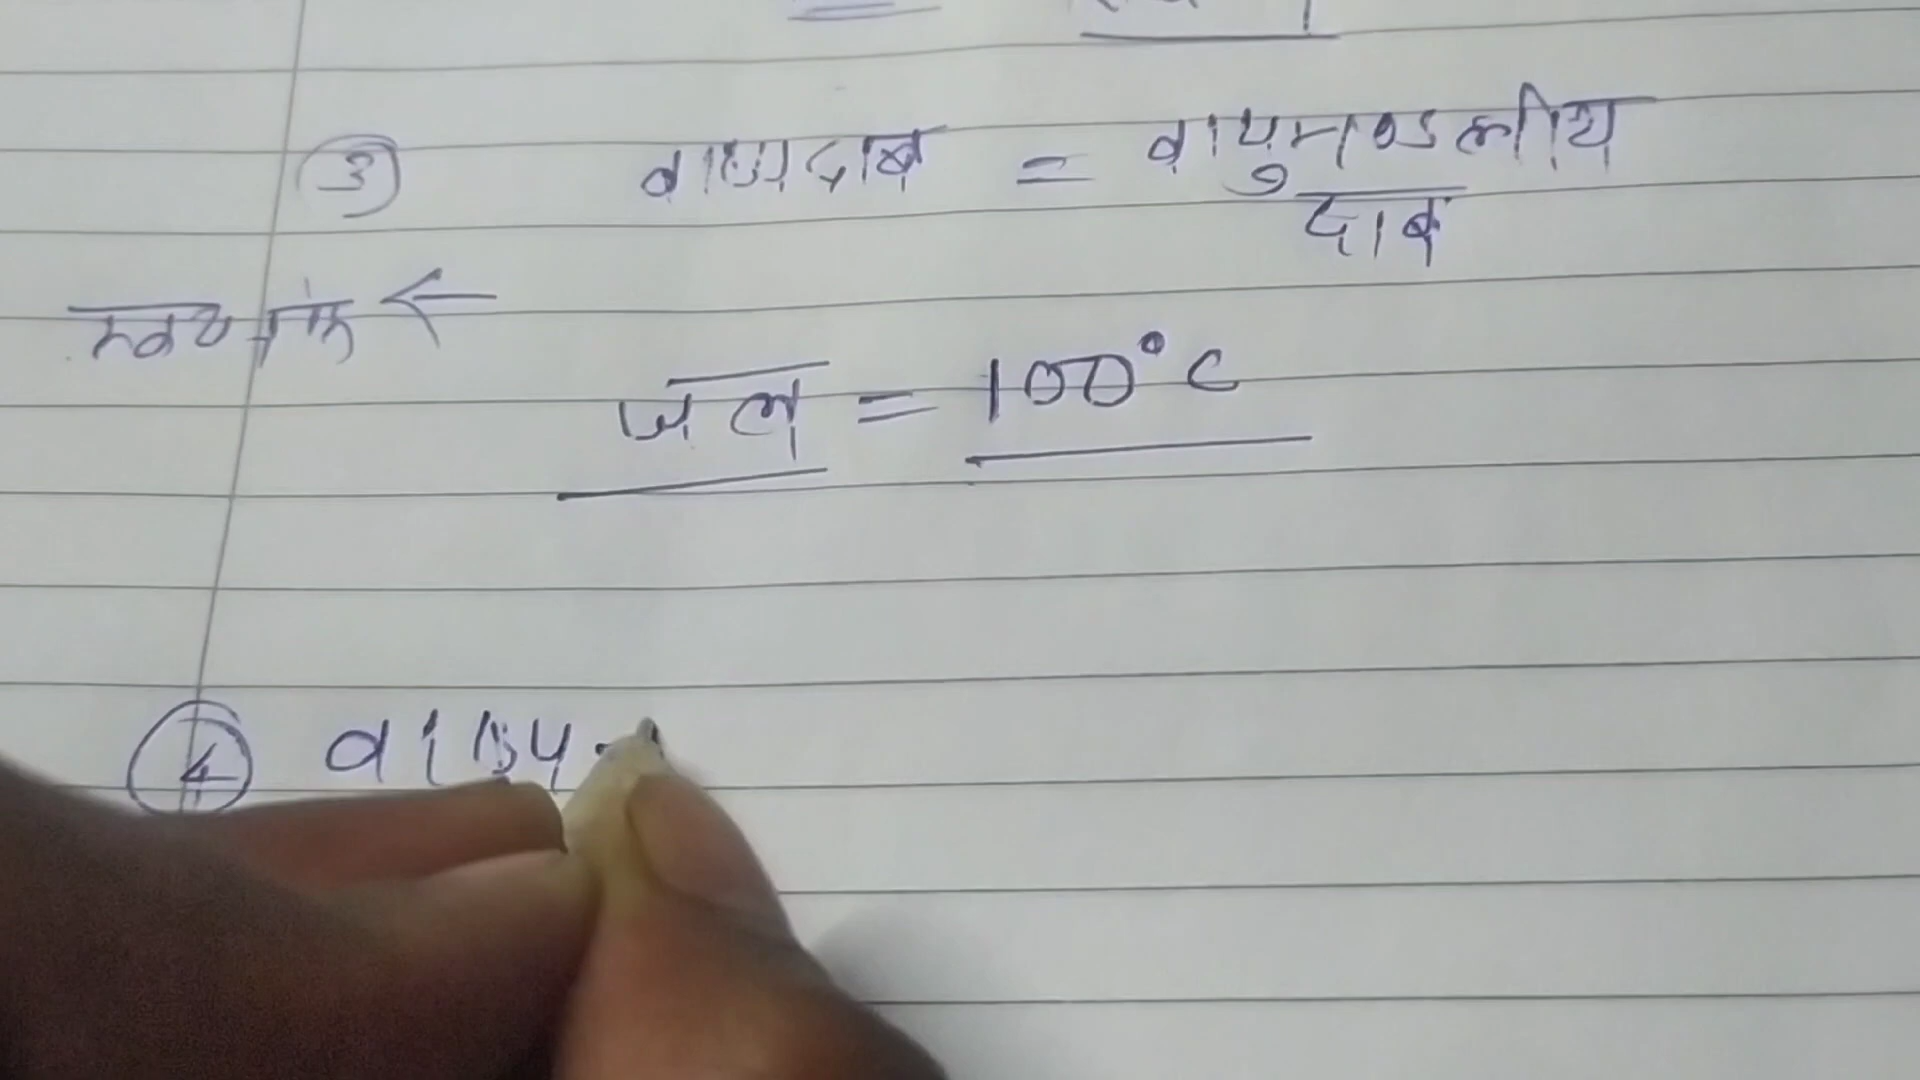 ③ वाष्पदाब = वायुमण्डलीय
दाब
क्वथनांक ←
जल = 100°C
④ वाष्प